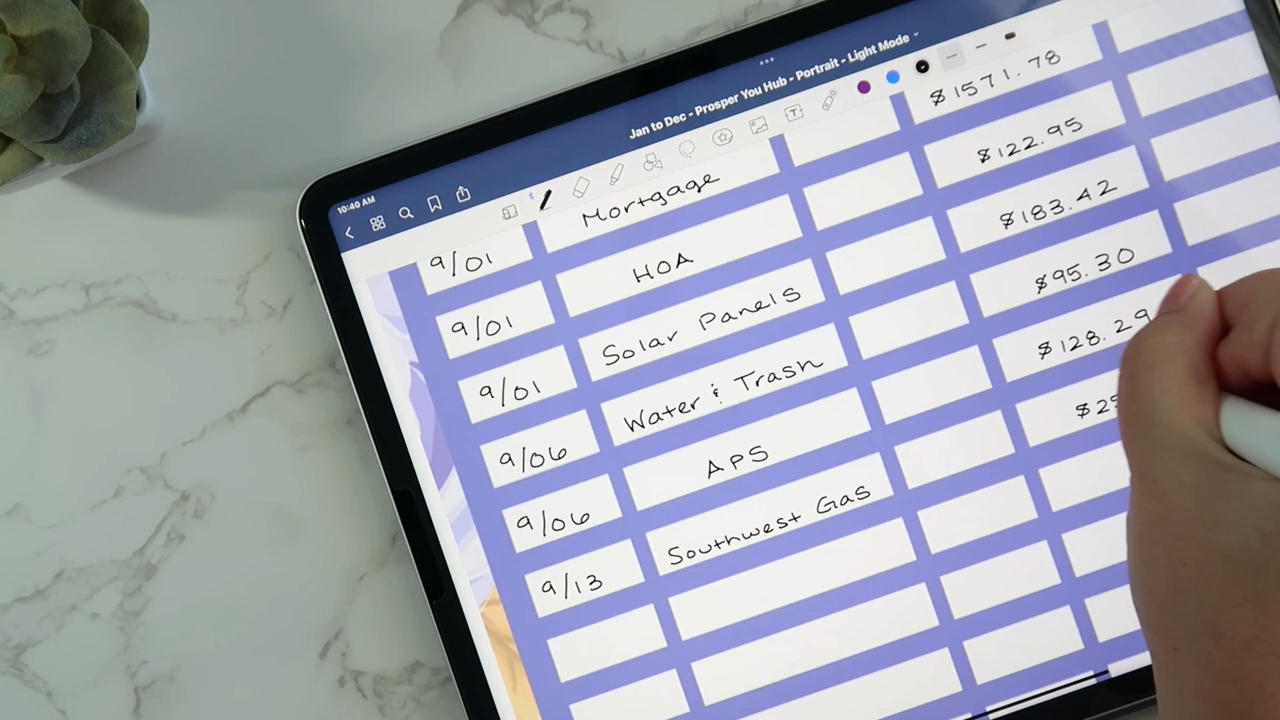 10:40 AM
Jan to Dec - Prosper You Hub - Portrait - Light Mode
9/01 Mortgage $1571.78
9/01 HOA $122.95
9/01 Solar Panels $183.42
9/06 Water & Trash $95.30
9/06 APS $128.29
9/13 Southwest Gas